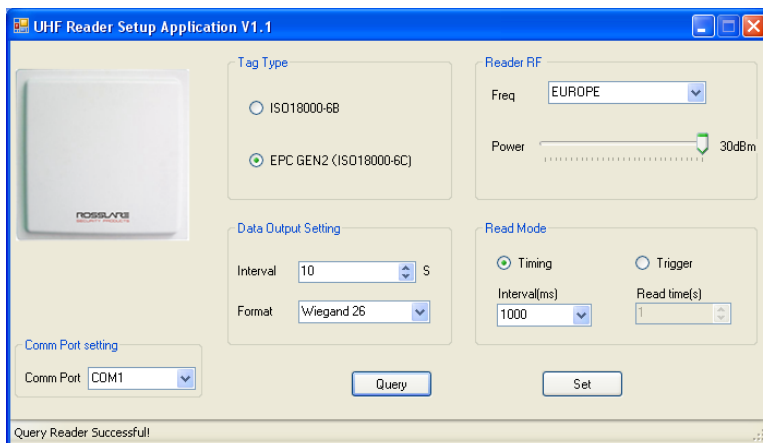 UHF Reader Setup Application V1.1
Tag Type
ISO18000-6B
EPC GEN2 (ISO18000-6C)
Reader RF
Freq EUROPE
Power 30dBm
ROSSLARE
SECURITY PRODUCTS
Data Output Setting
Interval 10 S
Format Wiegand 26
Read Mode
Timing Trigger
Interval(ms) Read time(s)
1000 1
Comm Port setting
Comm Port COM1
Query Set
Query Reader Successful!